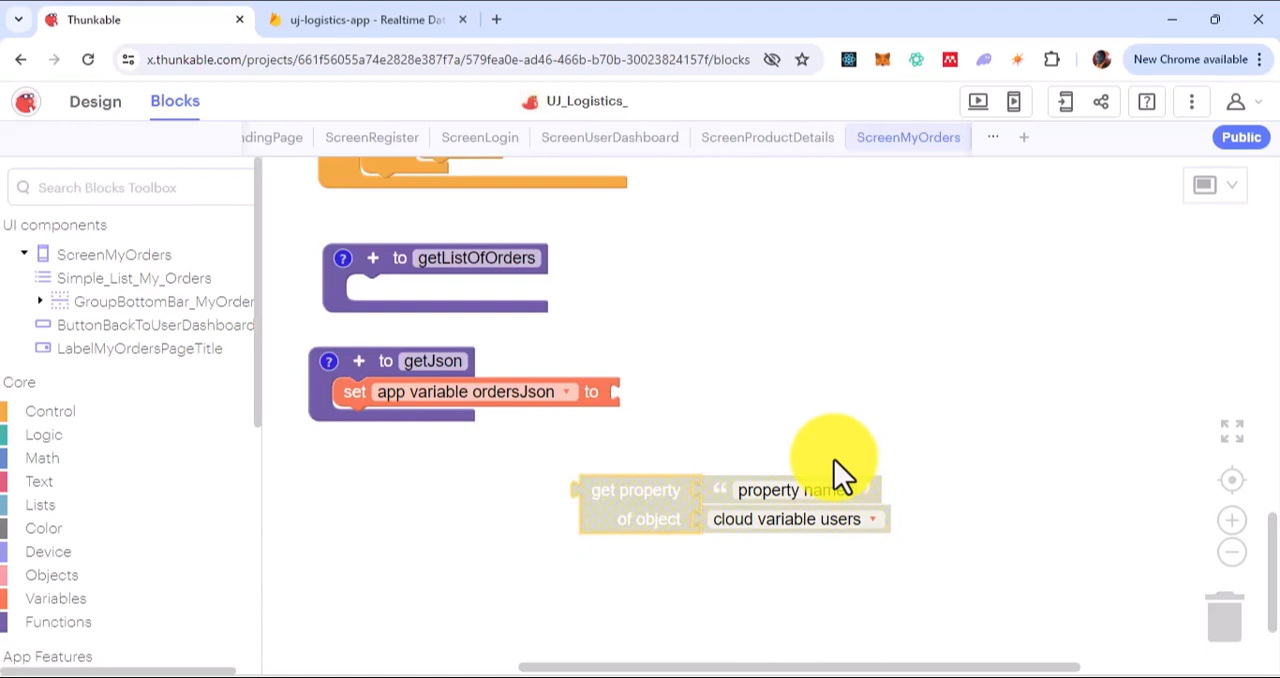 Thunkable
uj-logistics-app - Realtime Dat
x.thunkable.com/projects/661f56055a74e2828e387f7a/579fea0e-ad46-466b-b70b-30023824157f/blocks
New Chrome available
Design
Blocks
UJ_Logistics_
ndingPage
ScreenRegister
ScreenLogin
ScreenUserDashboard
ScreenProductDetails
ScreenMyOrders
Public
Search Blocks Toolbox
UI components
ScreenMyOrders
Simple_List_My_Orders
GroupBottomBar_MyOrder
ButtonBackToUserDashboard
LabelMyOrdersPageTitle
Core
Control
Logic
Math
Text
Lists
Color
Device
Objects
Variables
Functions
App Features
? + to getListOfOrders
? + to getJson
set app variable ordersJson to
get property “ property name ”
of object cloud variable users